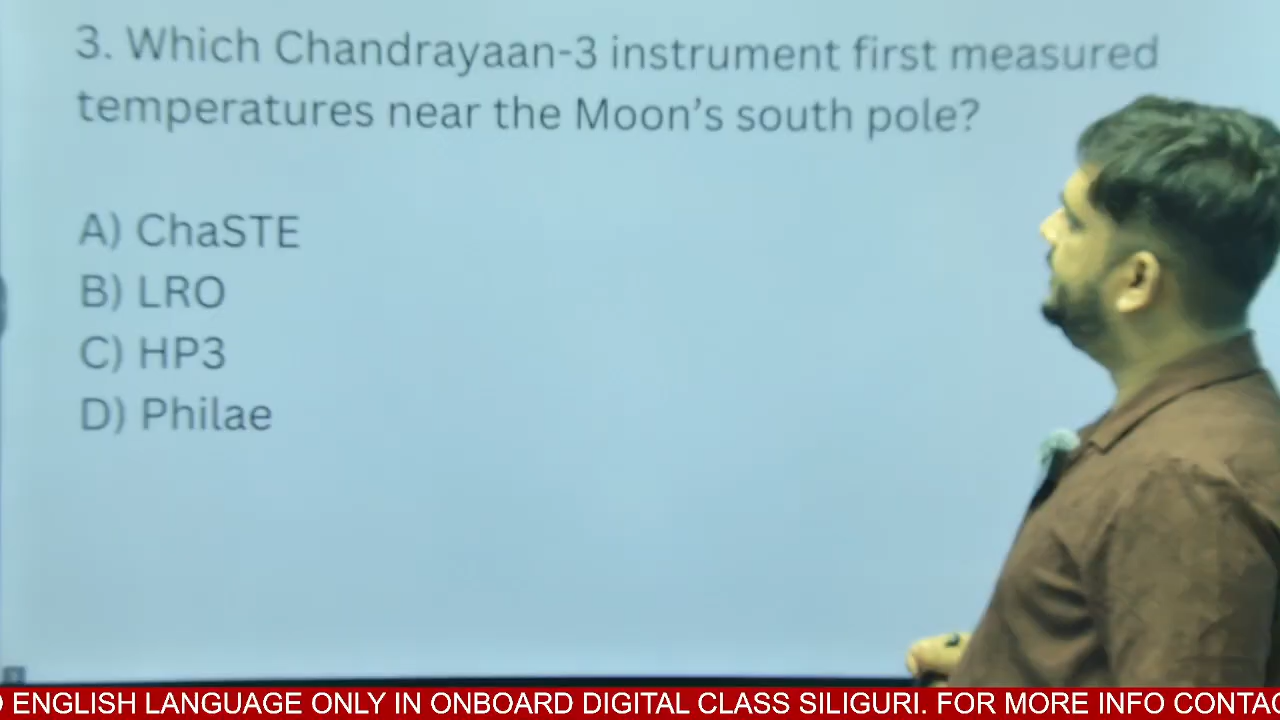 3. Which Chandrayaan-3 instrument first measured
temperatures near the Moon's south pole?
A) ChaSTE
B) LRO
C) HP3
D) Philae
ENGLISH LANGUAGE ONLY IN ONBOARD DIGITAL CLASS SILIGURI. FOR MORE INFO